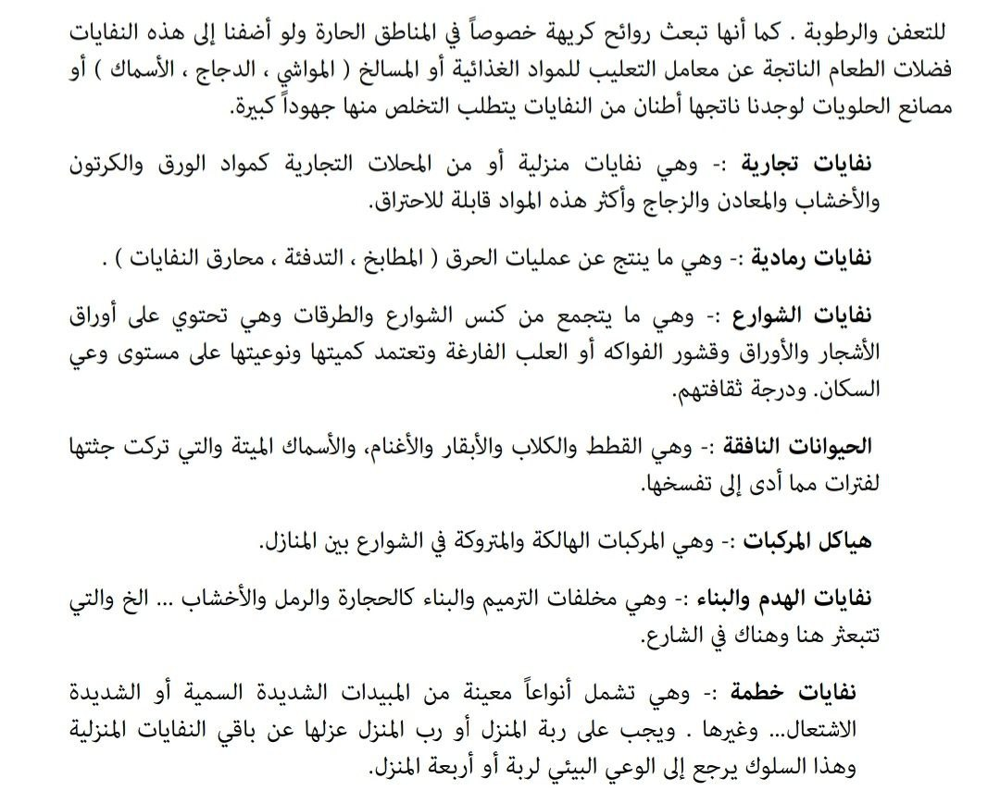 للتعفن والرطوبة . كما أنها تبعث روائح كريهة خصوصاً في المناطق الحارة ولو أضفنا إلى هذه النفايات
فضلات الطعام الناتجة عن معامل التعليب للمواد الغذائية أو المسالخ ( المواشي ، الدجاج ، الأسماك ) أو
مصانع الحلويات لوجدنا ناتجها أطنان من النفايات يتطلب التخلص منها جهوداً كبيرة.
نفايات تجارية :- وهي نفايات منزلية أو من المحلات التجارية كمواد الورق والكرتون
والأخشاب والمعادن والزجاج وأكثر هذه المواد قابلة للاحتراق.
نفايات رمادية :- وهي ما ينتج عن عمليات الحرق ( المطابخ ، التدفئة ، محارق النفايات ) .
نفايات الشوارع :- وهي ما يتجمع من كنس الشوارع والطرقات وهي تحتوي على أوراق
الأشجار والأوراق وقشور الفواكه أو العلب الفارغة وتعتمد كميتها ونوعيتها على مستوى وعي
السكان. ودرجة ثقافتهم.
الحيوانات النافقة :- وهي القطط والكلاب والأبقار والأغنام، والأسماك الميتة والتي تركت جثتها
لفترات مما أدى إلى تفسخها.
هياكل المركبات :- وهي المركبات الهالكة والمتروكة في الشوارع بين المنازل.
نفايات الهدم والبناء :- وهي مخلفات الترميم والبناء كالحجارة والرمل والأخشاب ... الخ والتي
تتبعثر هنا وهناك في الشارع.
نفايات خطمة :- وهي تشمل أنواعاً معينة من المبيدات الشديدة السمية أو الشديدة
الاشتعال... وغيرها . ويجب على ربة المنزل أو رب المنزل عزلها عن باقي النفايات المنزلية
وهذا السلوك يرجع إلى الوعي البيئي لربة أو أربعة المنزل.